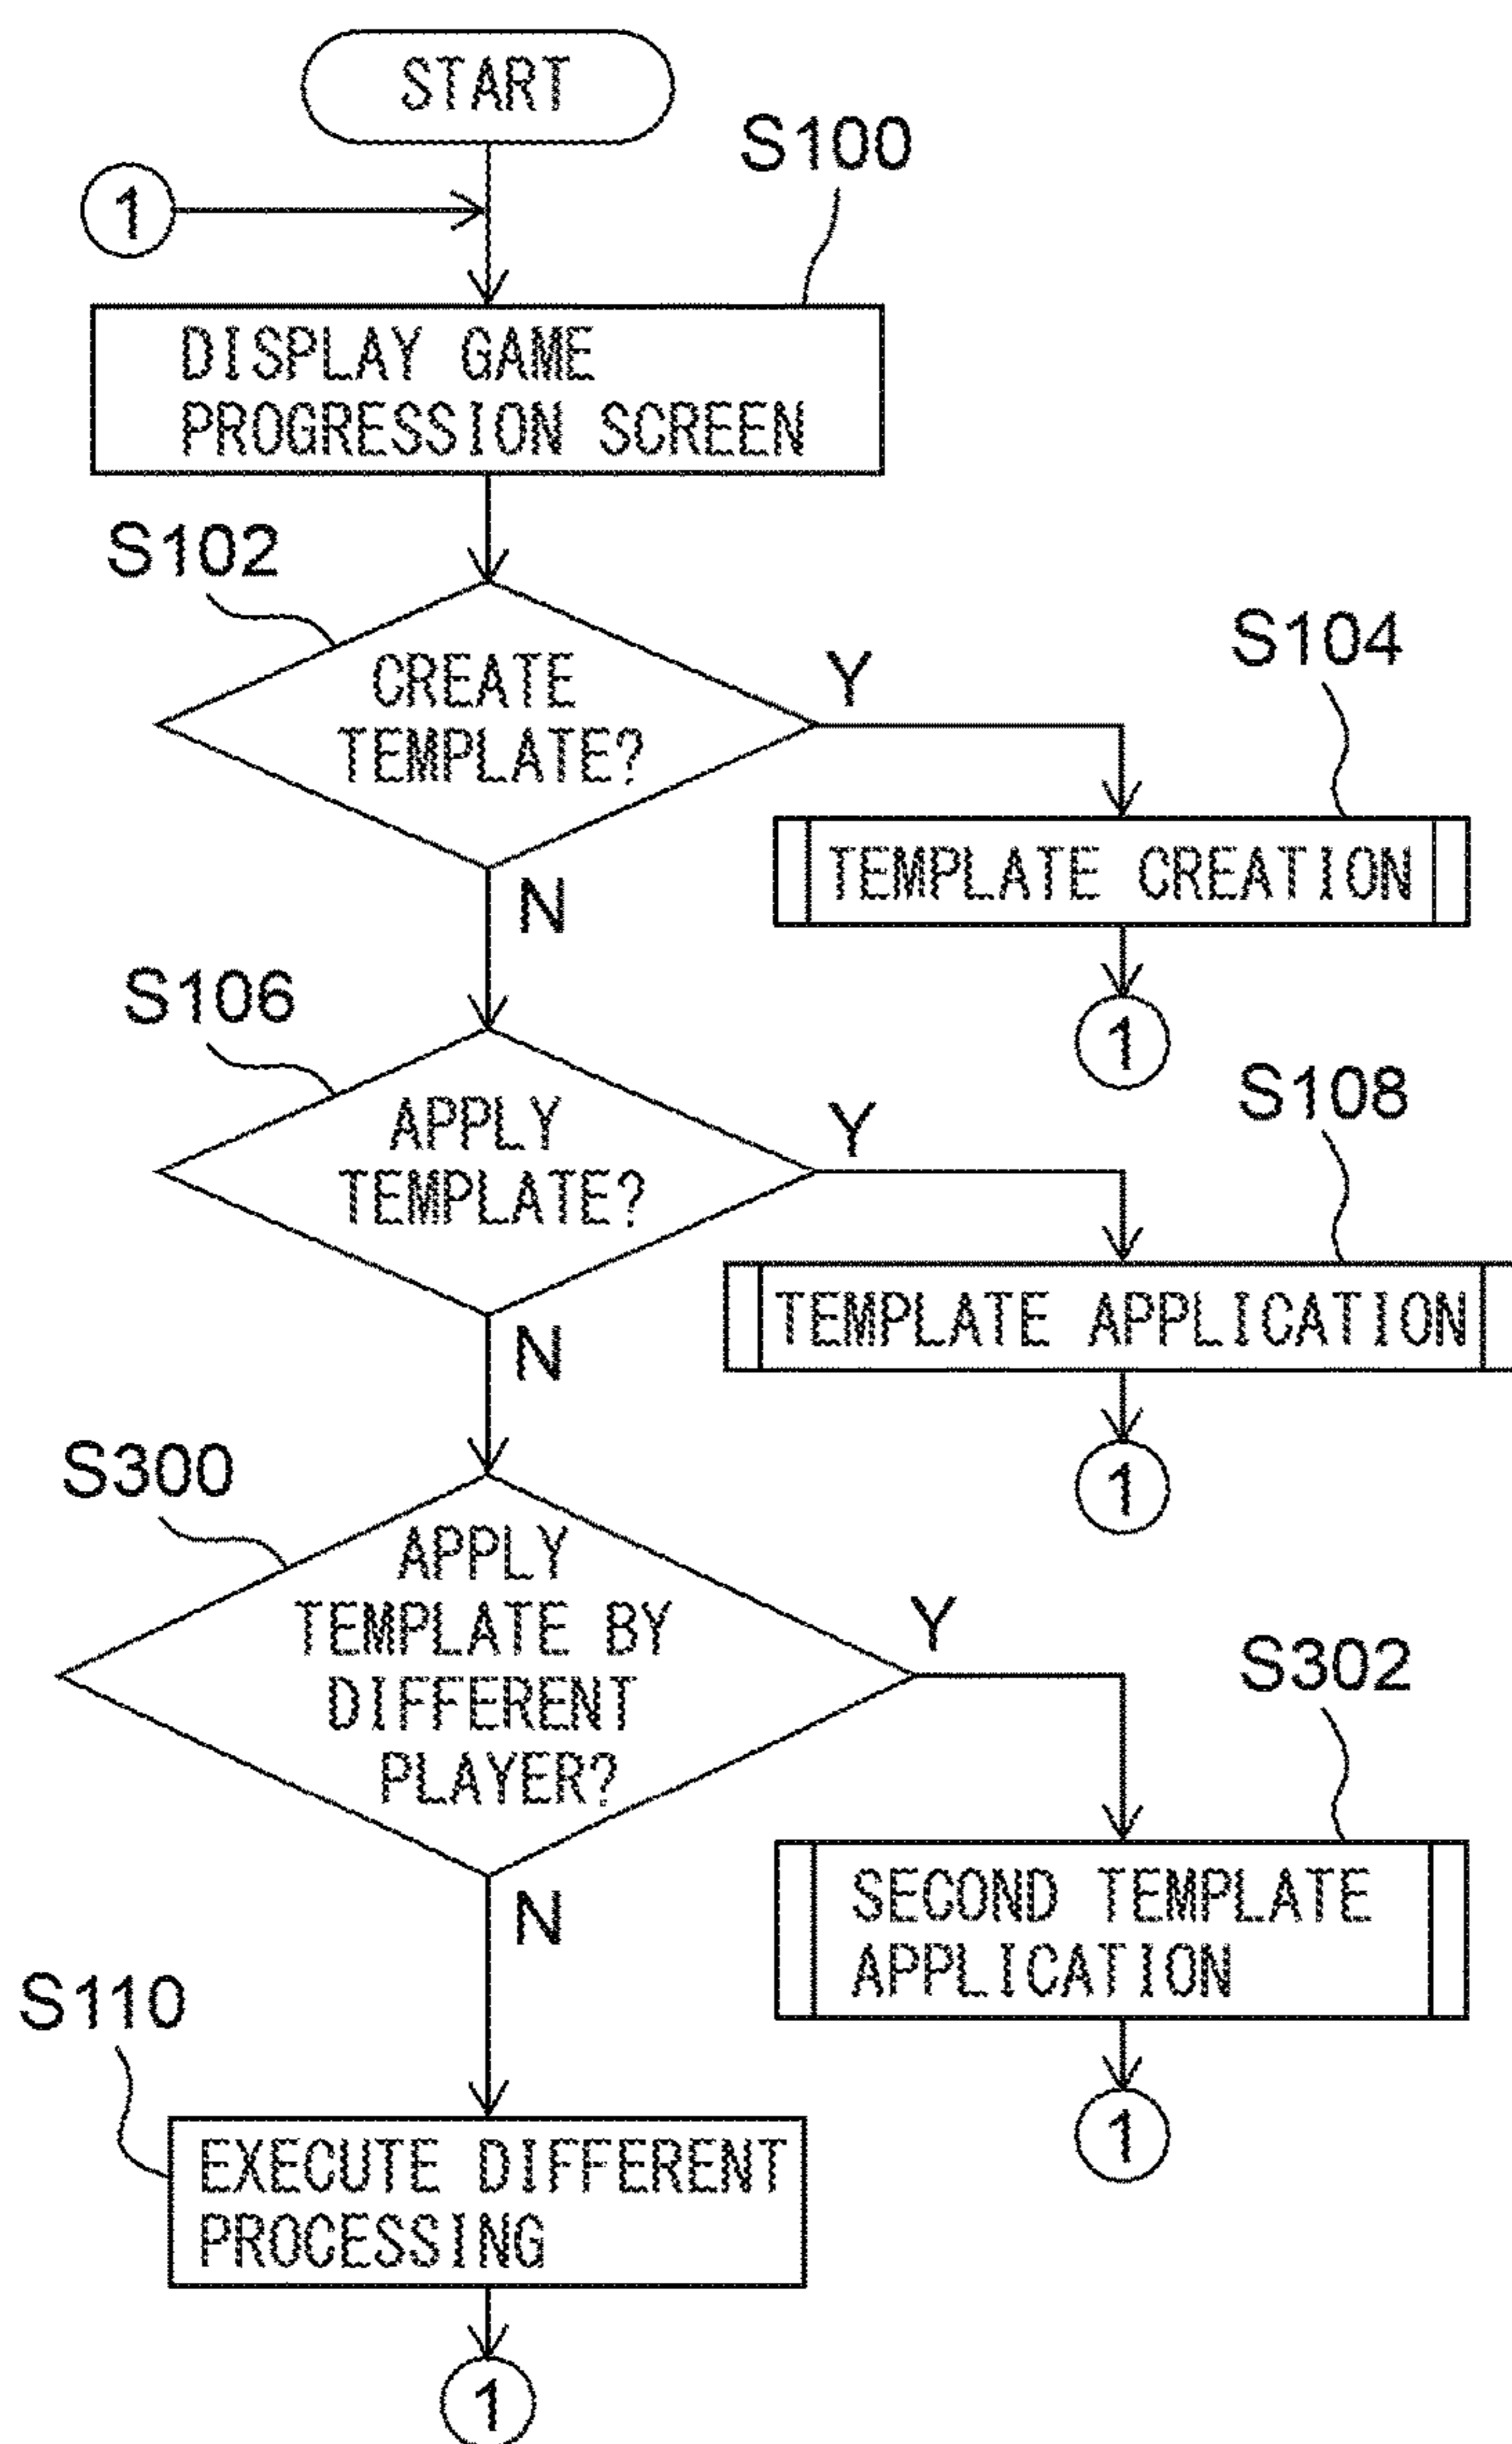 START
S100
1
DISPLAY GAME
PROGRESSION SCREEN
S102
CREATE
TEMPLATE?
Y
S104
TEMPLATE CREATION
1
N
S106
APPLY
TEMPLATE?
Y
S108
TEMPLATE APPLICATION
1
N
S300
APPLY
TEMPLATE BY
DIFFERENT
PLAYER?
Y
S302
SECOND TEMPLATE
APPLICATION
1
N
S110
EXECUTE DIFFERENT
PROCESSING
1